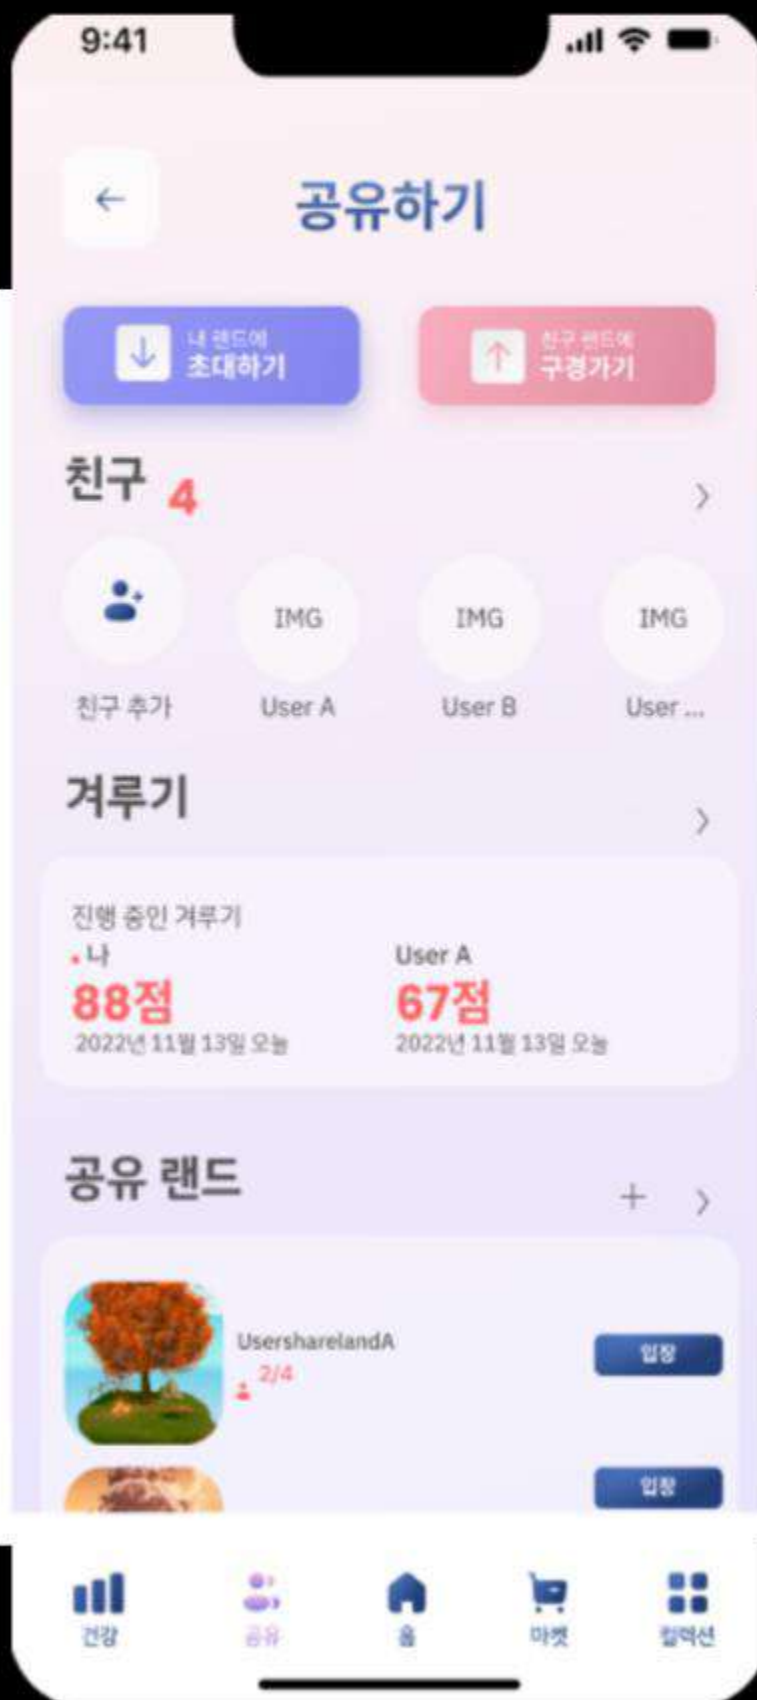 9:41
공유하기
내 랜드에
초대하기
친구 랜드에
구경가기
친구 4
IMG
IMG
IMG
친구 추가
User A
User B
User ...
겨루기
진행 중인 겨루기
나
User A
88점
67점
2022년 11월 13일 오늘
2022년 11월 13일 오늘
공유 랜드
UsersharelandA
2/4
입장
입장
건강
공유
홈
마켓
컬렉션